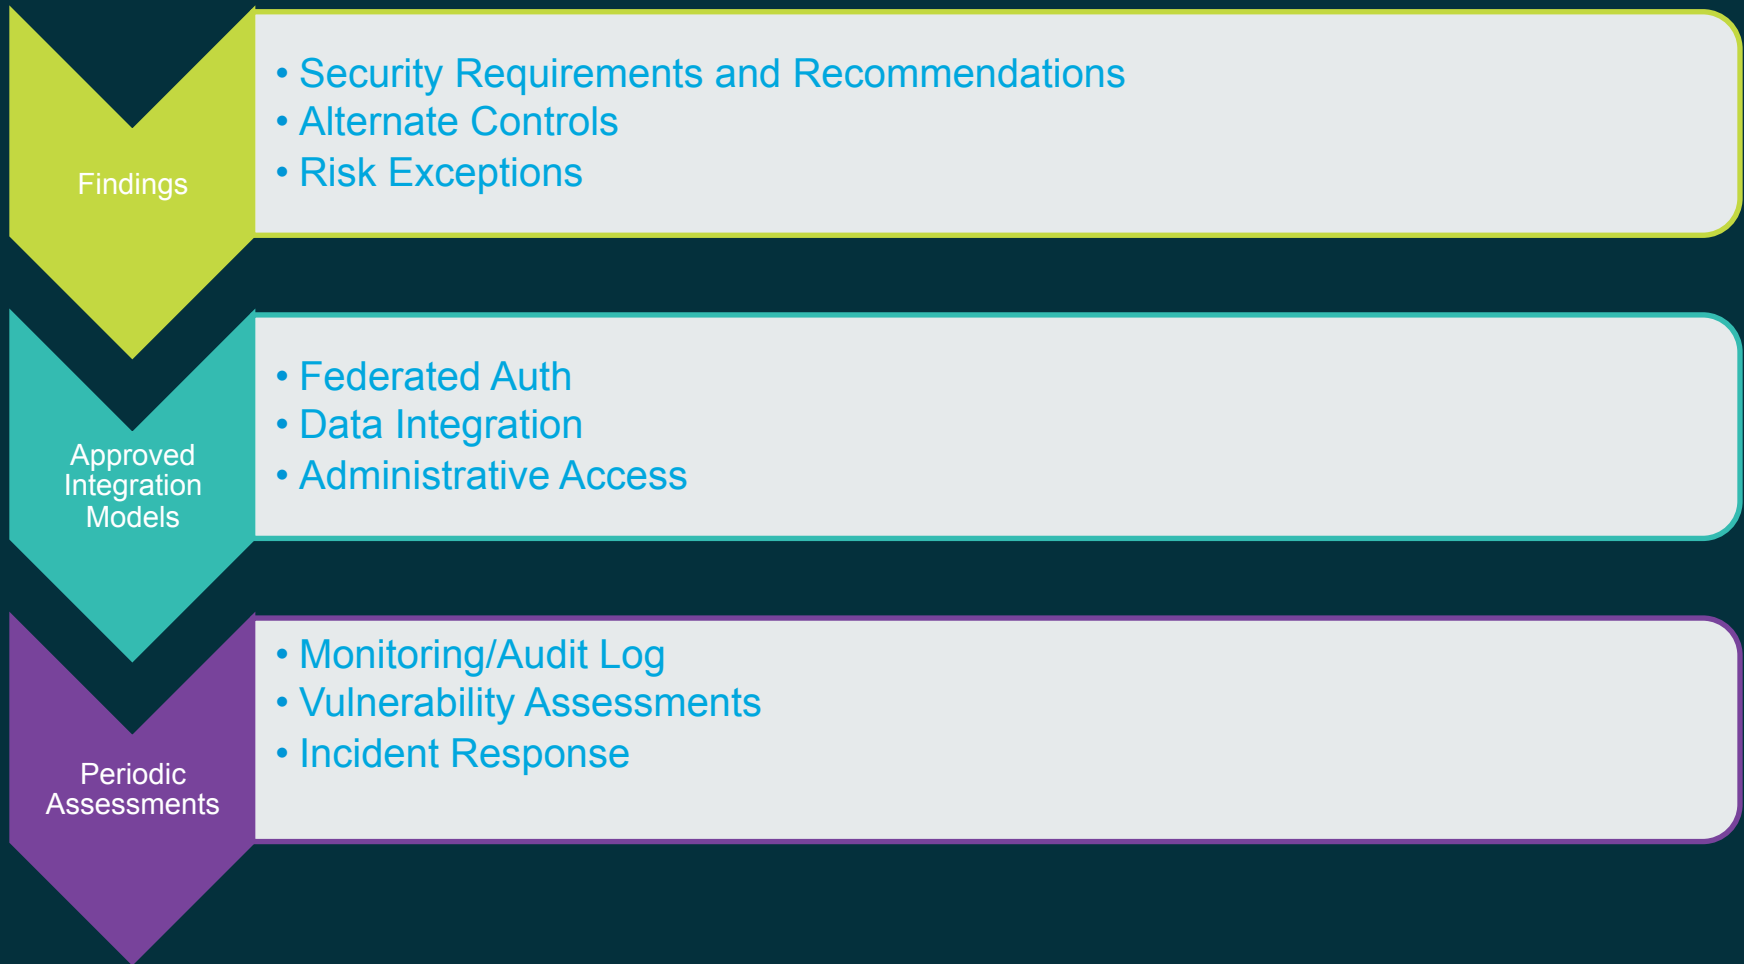 Findings
• Security Requirements and Recommendations
• Alternate Controls
• Risk Exceptions
Approved
Integration
Models
• Federated Auth
• Data Integration
• Administrative Access
Periodic
Assessments
• Monitoring/Audit Log
• Vulnerability Assessments
• Incident Response